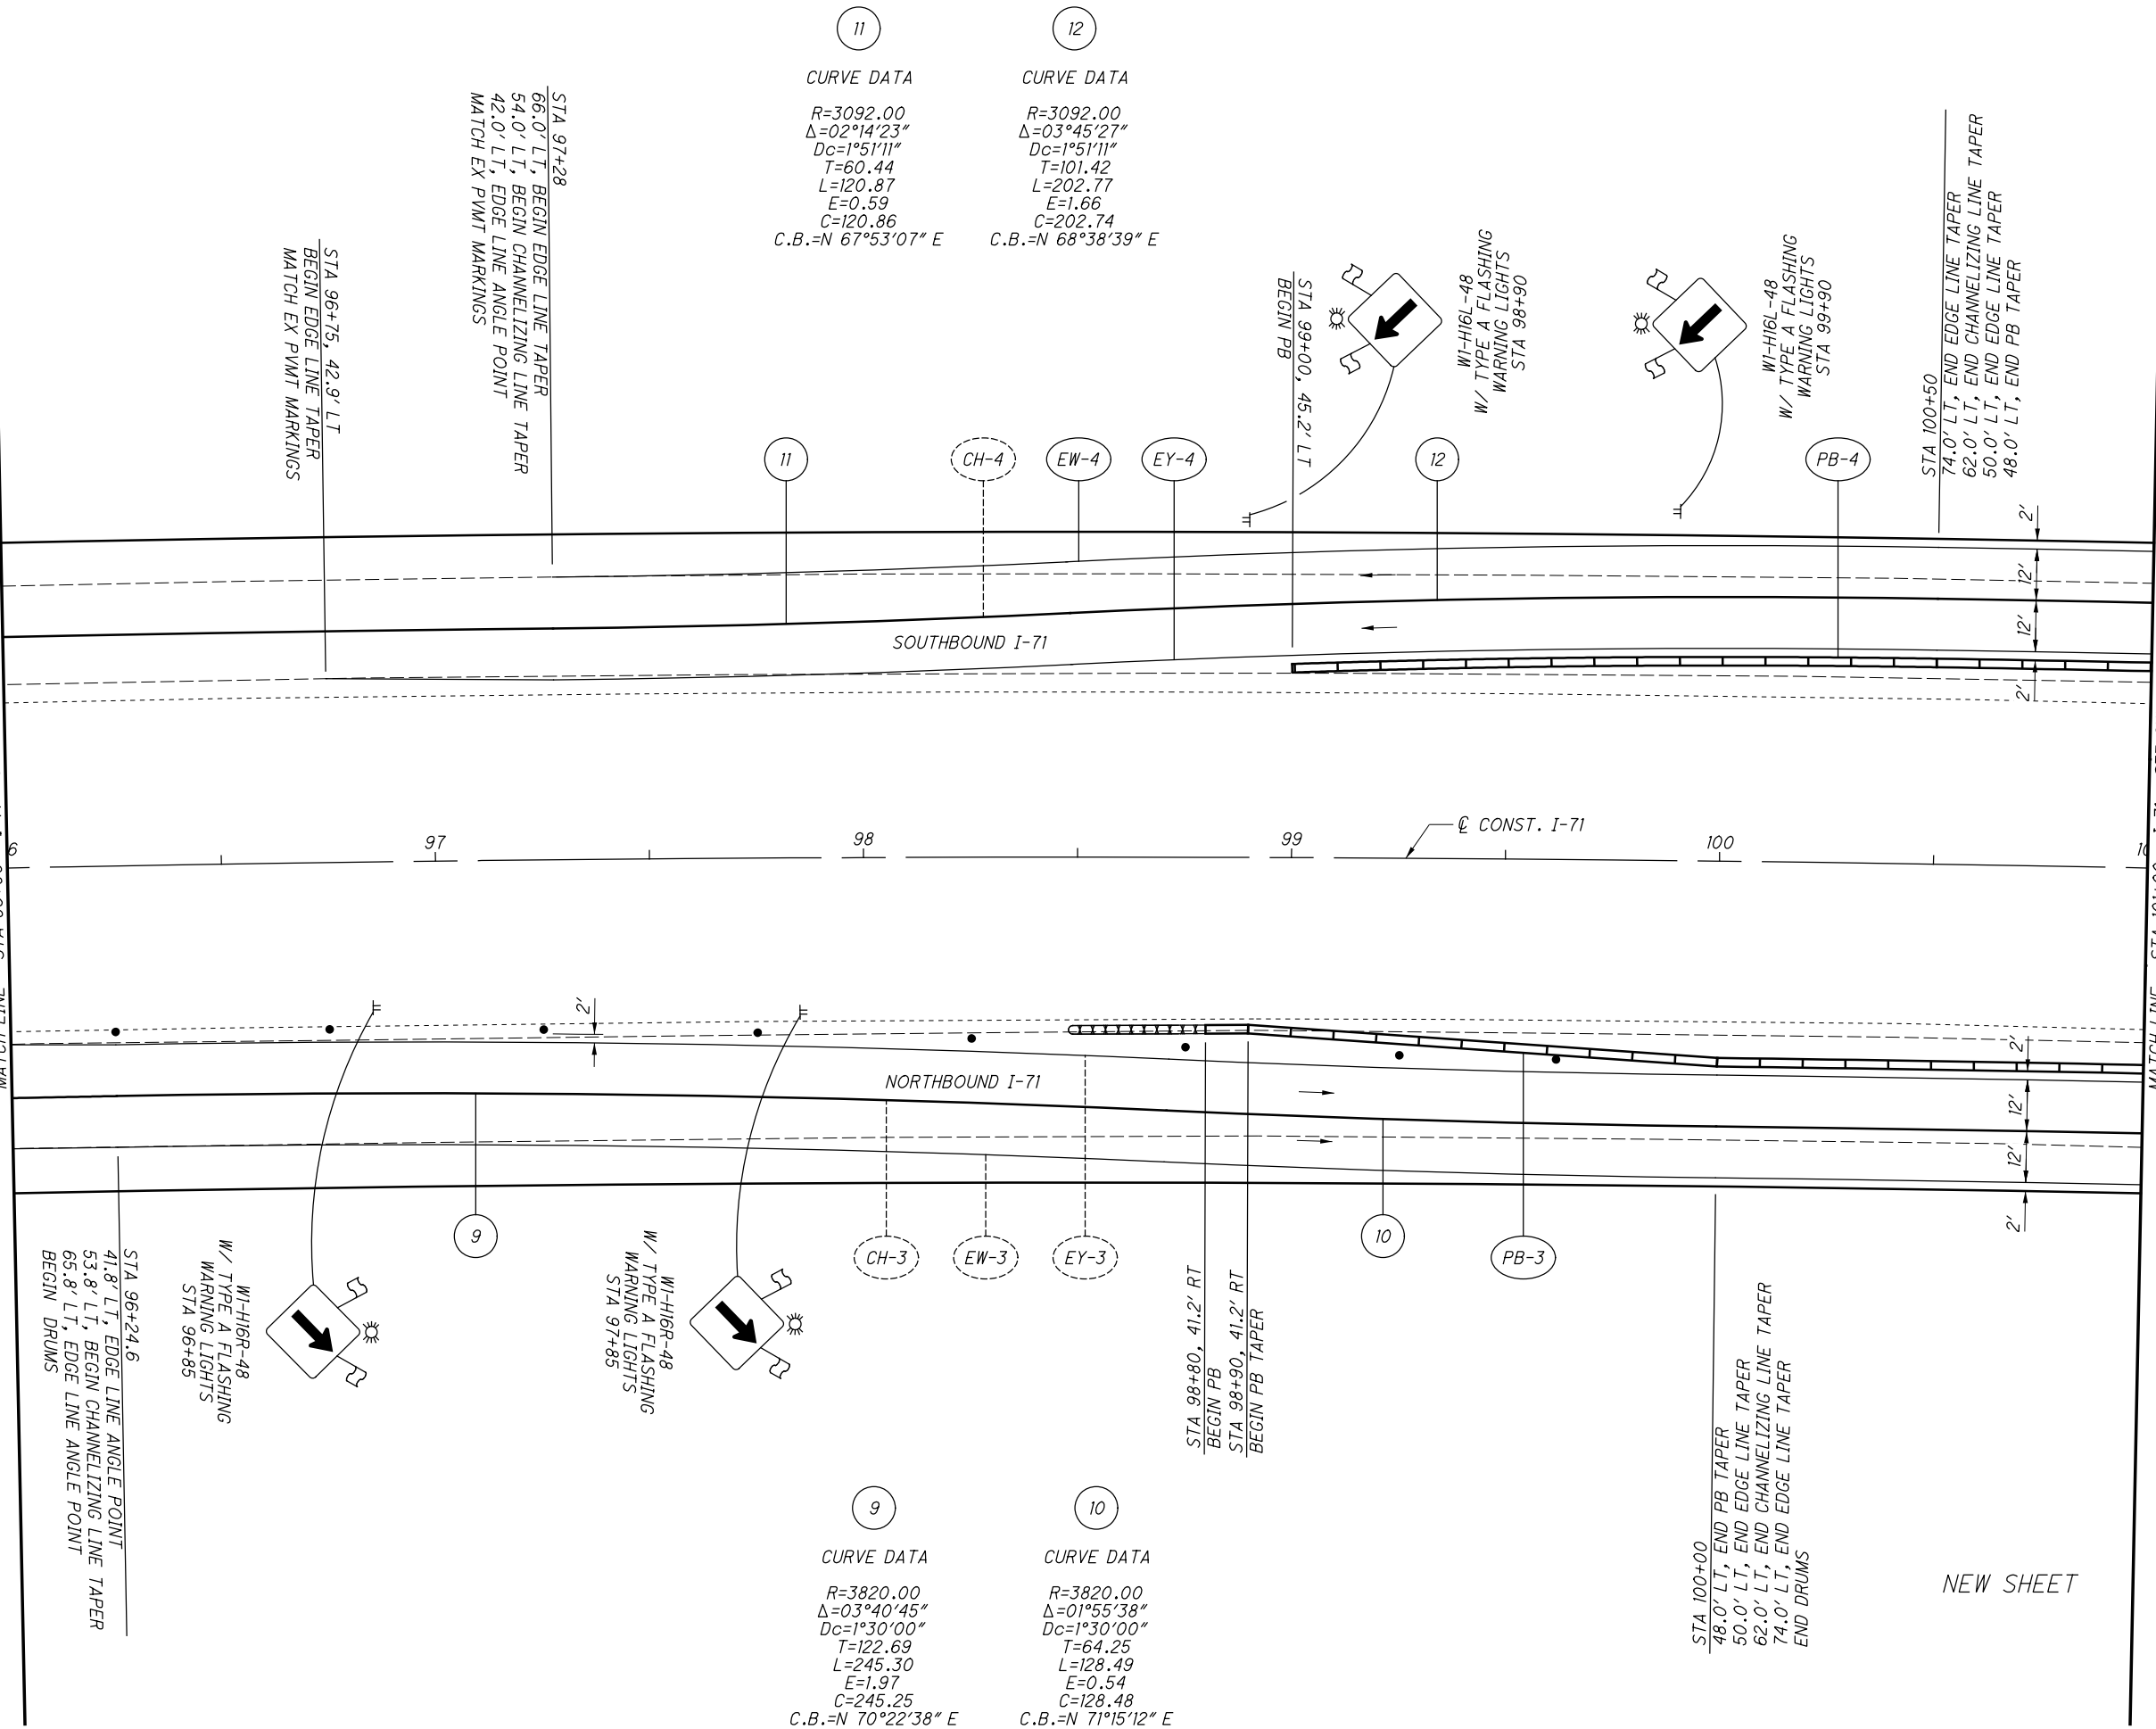 11
CURVE DATA
R=3092.00
Δ=02°14'23"
Dc=1°51'11"
T=60.44
L=120.87
E=0.59
C=120.86
C.B.=N 67°53'07" E
12
CURVE DATA
R=3092.00
Δ=03°45'27"
Dc=1°51'11"
T=101.42
L=202.77
E=1.66
C=202.74
C.B.=N 68°38'39" E
STA 96+75, 42.9' LT
BEGIN EDGE LINE TAPER
MATCH EX PVMT MARKINGS
STA 97+28
66.0' LT, BEGIN EDGE LINE TAPER
54.0' LT, BEGIN CHANNELIZING LINE TAPER
42.0' LT, EDGE LINE ANGLE POINT
MATCH EX PVMT MARKINGS
STA 99+00, 45.2' LT
BEGIN PB
W1-H16L-48
W/ TYPE A FLASHING
WARNING LIGHTS
STA 98+90
W1-H16L-48
W/ TYPE A FLASHING
WARNING LIGHTS
STA 99+90
STA 100+50
74.0' LT, END EDGE LINE TAPER
62.0' LT, END CHANNELIZING LINE TAPER
50.0' LT, END EDGE LINE TAPER
48.0' LT, END PB TAPER
11
CH-4
EW-4
EY-4
12
PB-4
2'
12'
12'
2'
SOUTHBOUND I-71
97
98
99
100
℄ CONST. I-71
2'
NORTHBOUND I-71
2'
12'
12'
2'
9
CH-3
EW-3
EY-3
10
PB-3
STA 96+24.6
41.8' LT, EDGE LINE ANGLE POINT
53.8' LT, BEGIN CHANNELIZING LINE TAPER
65.8' LT, EDGE LINE ANGLE POINT
BEGIN DRUMS
W1-H16R-48
W/ TYPE A FLASHING
WARNING LIGHTS
STA 96+85
W1-H16R-48
W/ TYPE A FLASHING
WARNING LIGHTS
STA 97+85
STA 98+80, 41.2' RT
BEGIN PB
STA 98+90, 41.2' RT
BEGIN PB TAPER
STA 100+00
48.0' LT, END PB TAPER
50.0' LT, END EDGE LINE TAPER
62.0' LT, END CHANNELIZING LINE TAPER
74.0' LT, END EDGE LINE TAPER
END DRUMS
9
CURVE DATA
R=3820.00
Δ=03°40'45"
Dc=1°30'00"
T=122.69
L=245.30
E=1.97
C=245.25
C.B.=N 70°22'38" E
10
CURVE DATA
R=3820.00
Δ=01°55'38"
Dc=1°30'00"
T=64.25
L=128.49
E=0.54
C=128.48
C.B.=N 71°15'12" E
NEW SHEET